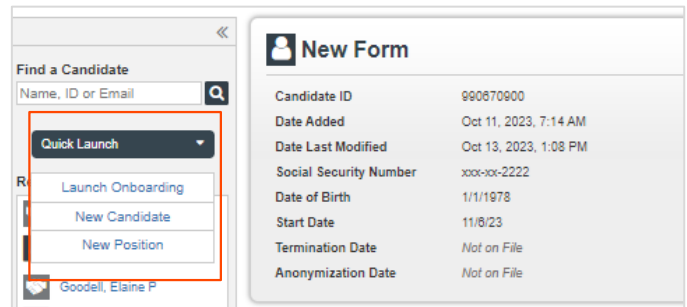 «
Find a Candidate
Name, ID or Email
Quick Launch
Launch Onboarding
New Candidate
New Position
Goodell, Elaine P
New Form
Candidate ID 990670900
Date Added Oct 11, 2023, 7:14 AM
Date Last Modified Oct 13, 2023, 1:08 PM
Social Security Number xxx-xx-2222
Date of Birth 1/1/1978
Start Date 11/6/23
Termination Date Not on File
Anonymization Date Not on File